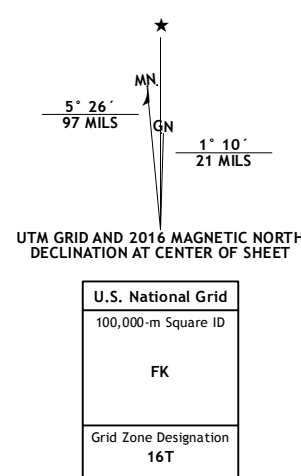 MN
GN
5° 26´
97 MILS
1° 10´
21 MILS
UTM GRID AND 2016 MAGNETIC NORTH
DECLINATION AT CENTER OF SHEET
U.S. National Grid
100,000-m Square ID
FK
Grid Zone Designation
16T